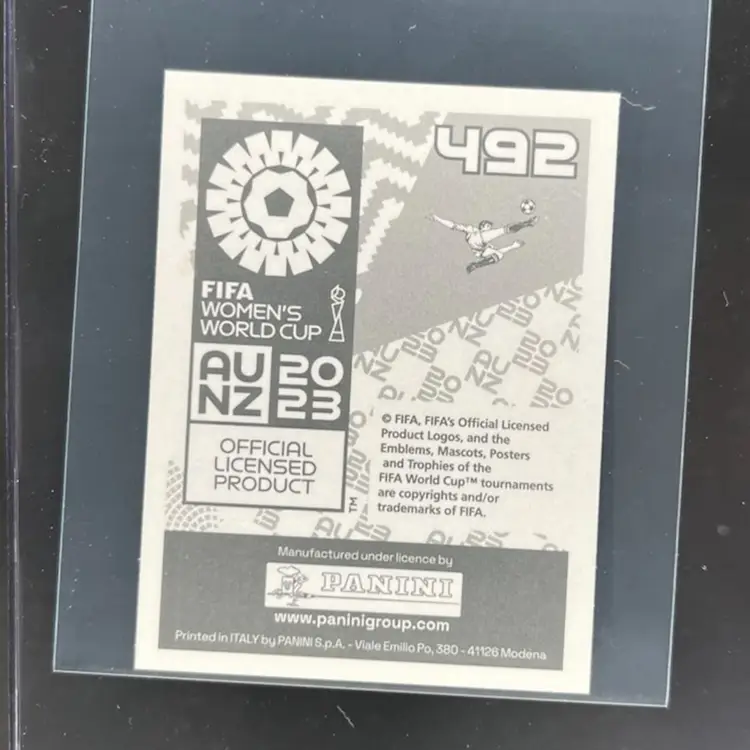 492
FIFA
WOMEN'S
WORLD CUP
AU 20
NZ 23
OFFICIAL
LICENSED
PRODUCT
TM
© FIFA, FIFA's Official Licensed
Product Logos, and the
Emblems, Mascots, Posters
and Trophies of the
FIFA World Cup™ tournaments
are copyrights and/or
trademarks of FIFA.
Manufactured under licence by
PANINI
www.paninigroup.com
Printed in ITALY by PANINI S.p.A. - Viale Emilio Po, 380 - 41126 Modena